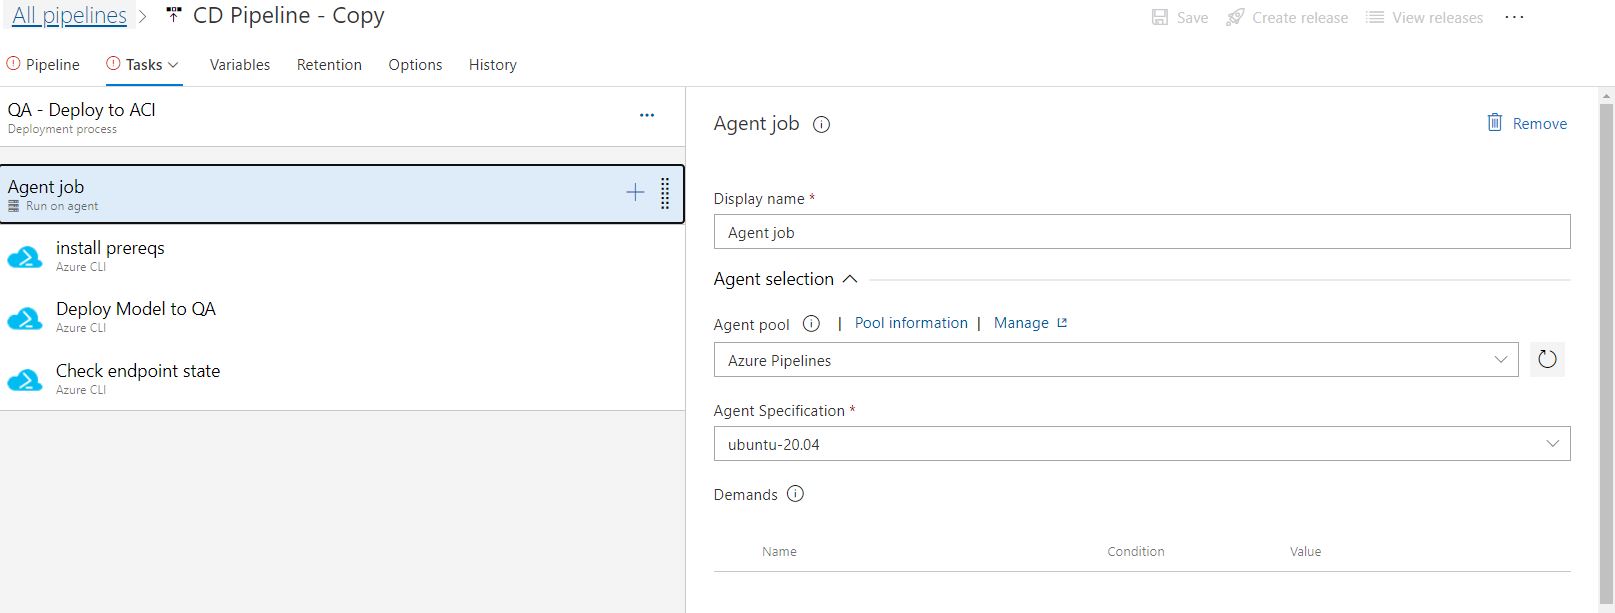 All pipelines > CD Pipeline - Copy
Save Create release View releases ...
Pipeline Tasks Variables Retention Options History
QA - Deploy to ACI
Deployment process
Agent job
Run on agent
install prereqs
Azure CLI
Deploy Model to QA
Azure CLI
Check endpoint state
Azure CLI
Agent job
Remove
Display name *
Agent job
Agent selection
Agent pool | Pool information | Manage
Azure Pipelines
Agent Specification *
ubuntu-20.04
Demands
Name Condition Value